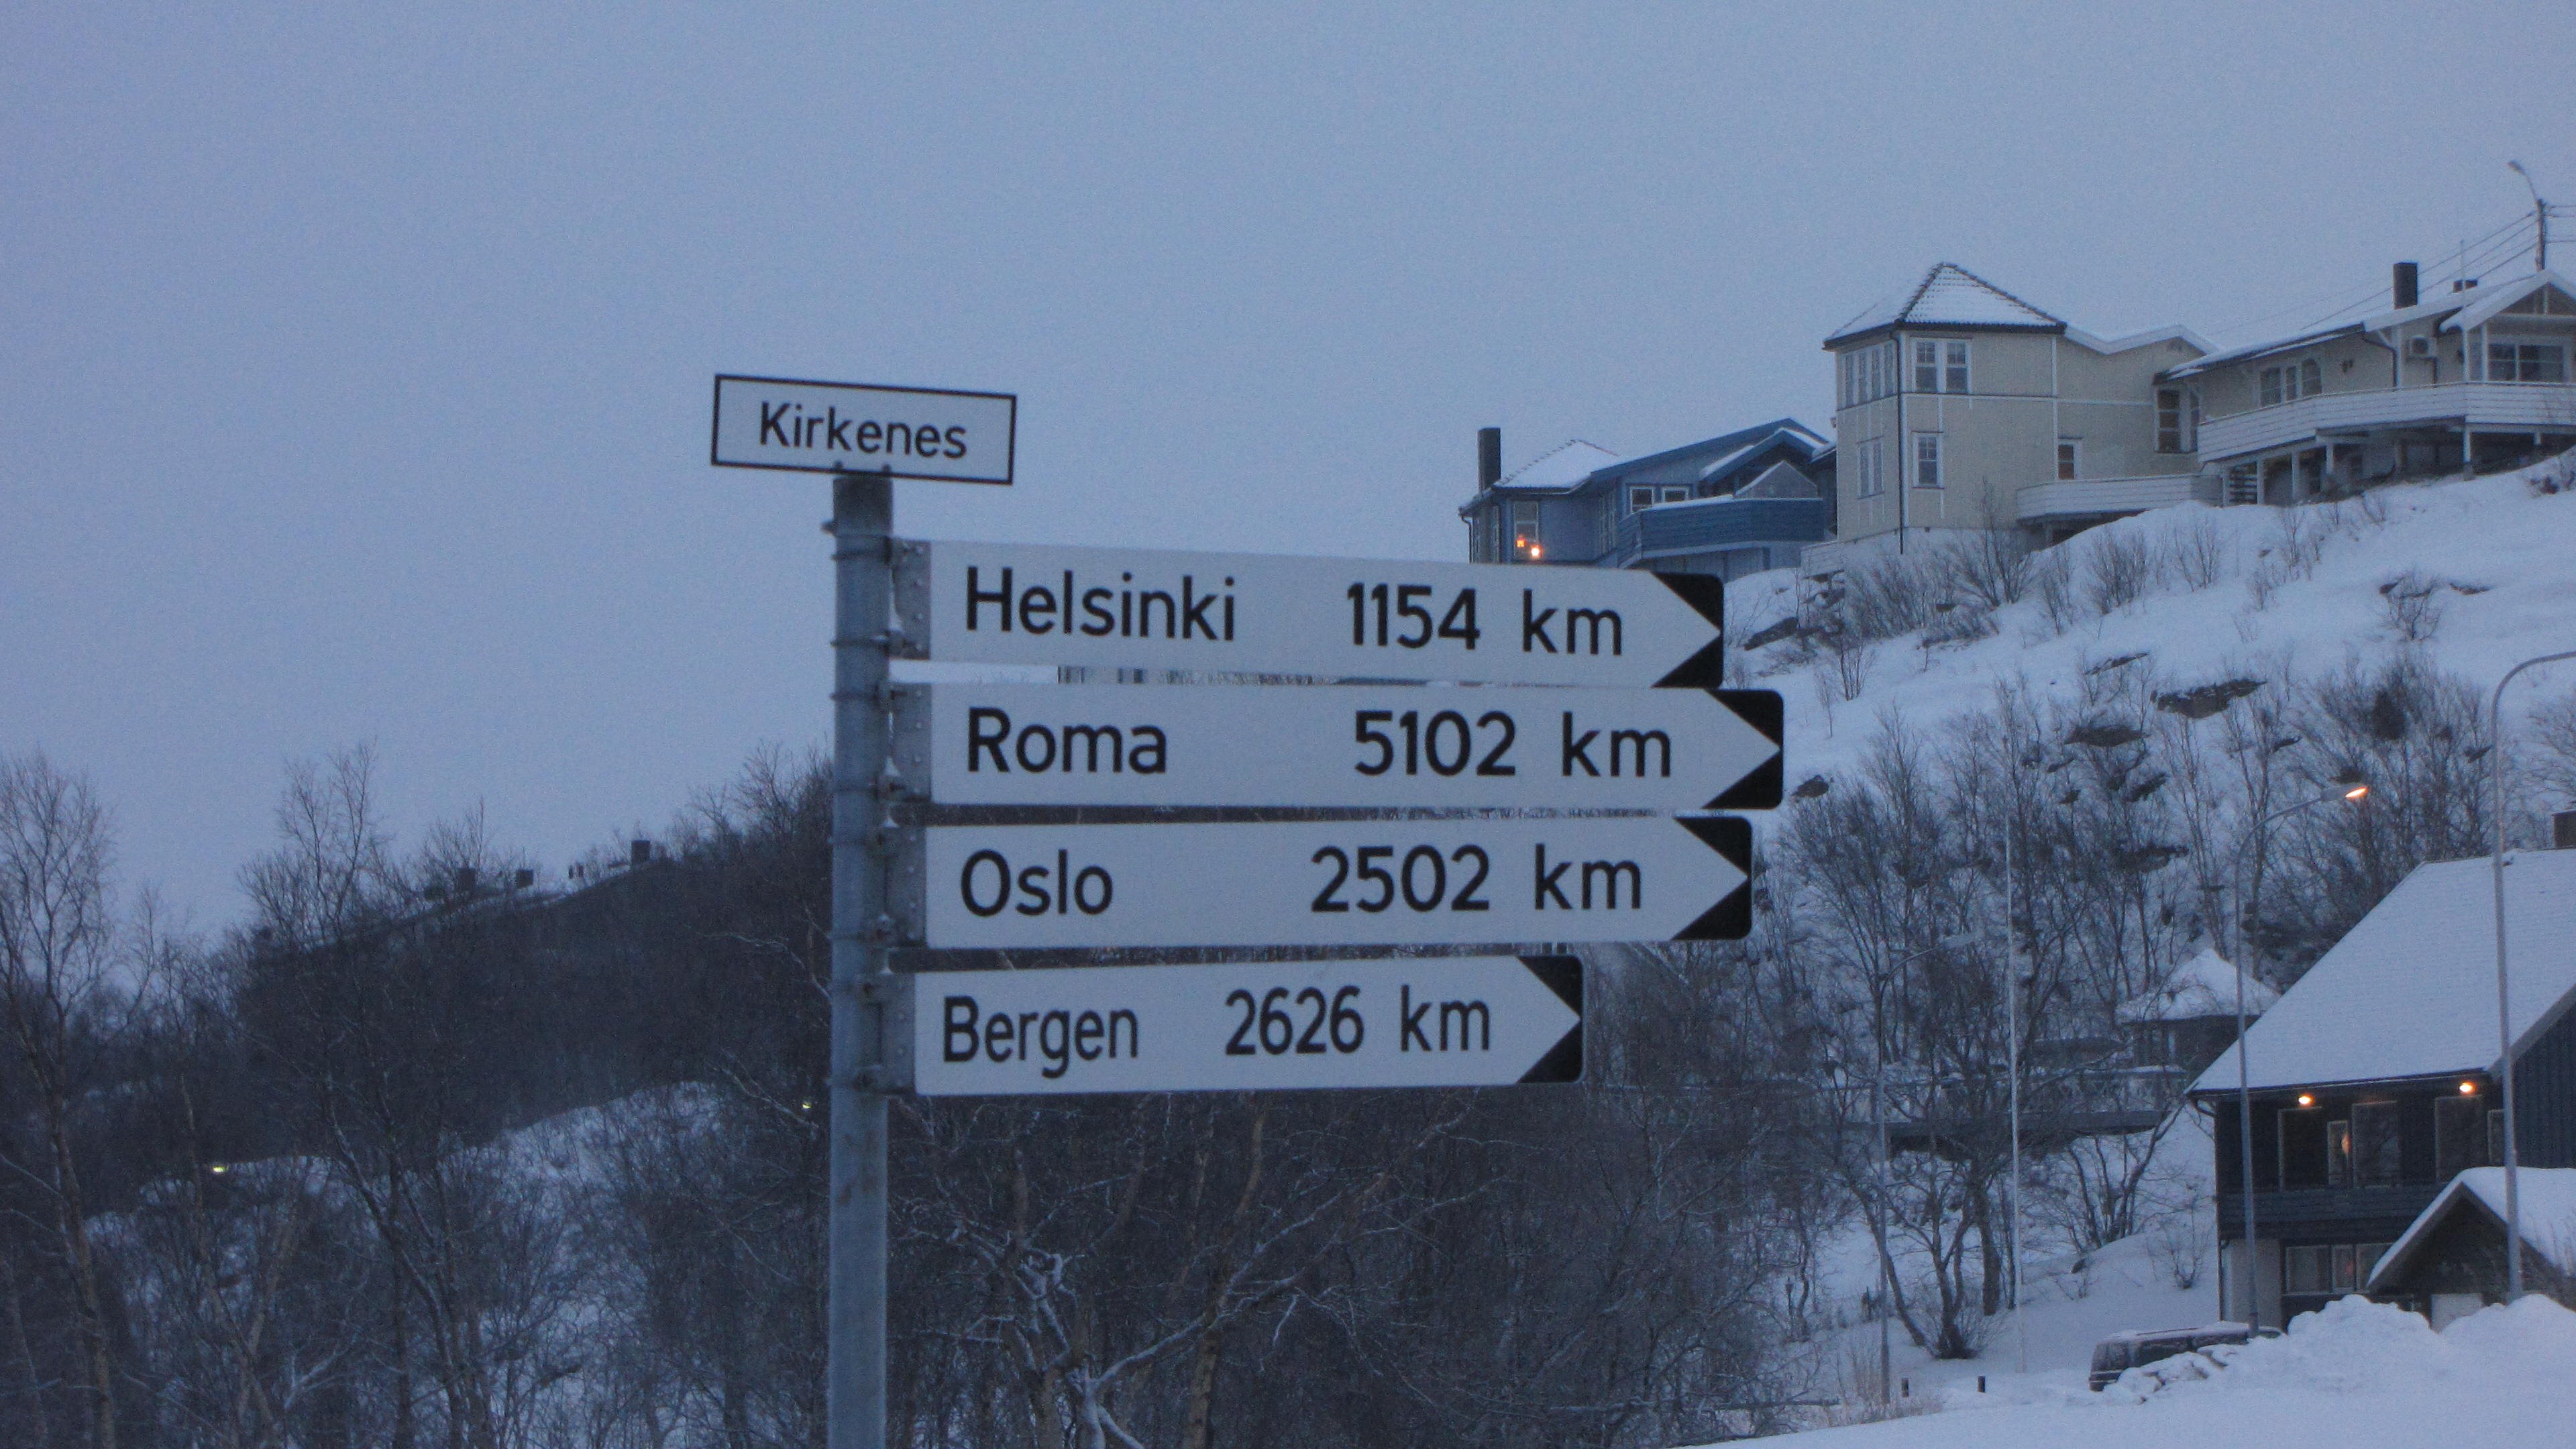 Kirkenes
Helsinki 1154 km
Roma 5102 km
Oslo 2502 km
Bergen 2626 km